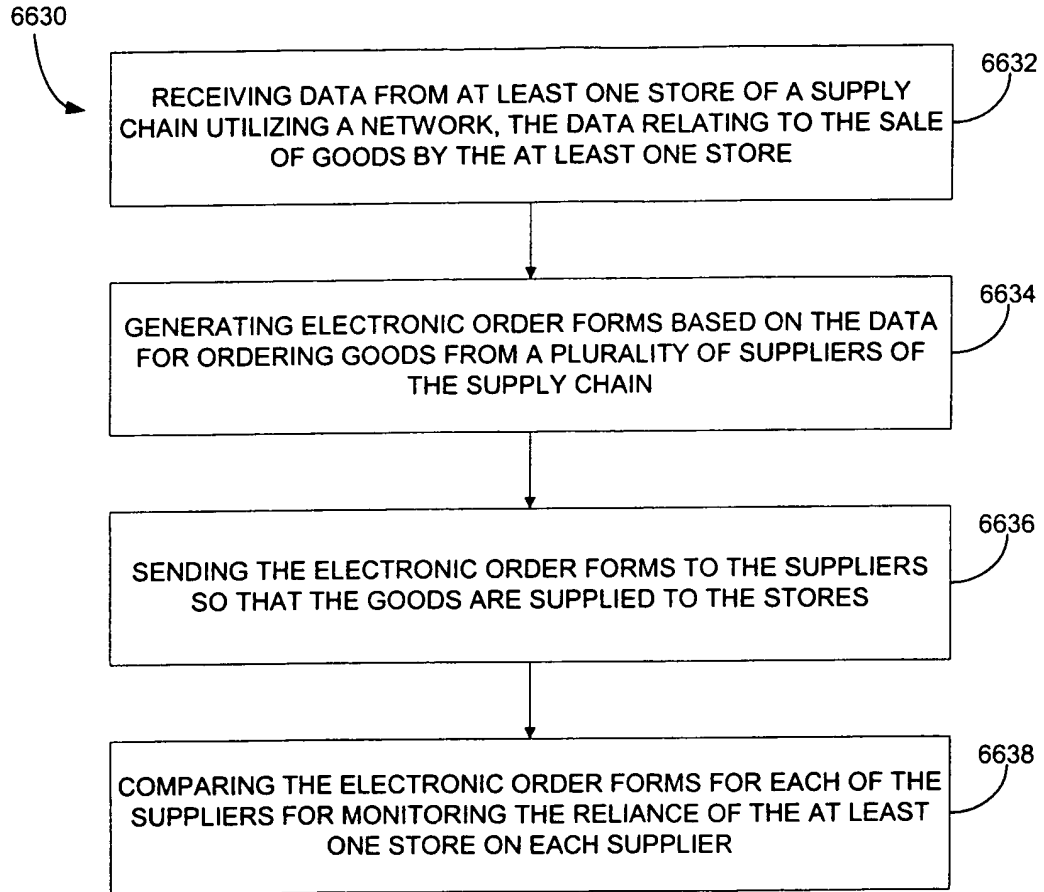 6630
6632
RECEIVING DATA FROM AT LEAST ONE STORE OF A SUPPLY
CHAIN UTILIZING A NETWORK, THE DATA RELATING TO THE SALE
OF GOODS BY THE AT LEAST ONE STORE
6634
GENERATING ELECTRONIC ORDER FORMS BASED ON THE DATA
FOR ORDERING GOODS FROM A PLURALITY OF SUPPLIERS OF
THE SUPPLY CHAIN
6636
SENDING THE ELECTRONIC ORDER FORMS TO THE SUPPLIERS
SO THAT THE GOODS ARE SUPPLIED TO THE STORES
6638
COMPARING THE ELECTRONIC ORDER FORMS FOR EACH OF THE
SUPPLIERS FOR MONITORING THE RELIANCE OF THE AT LEAST
ONE STORE ON EACH SUPPLIER